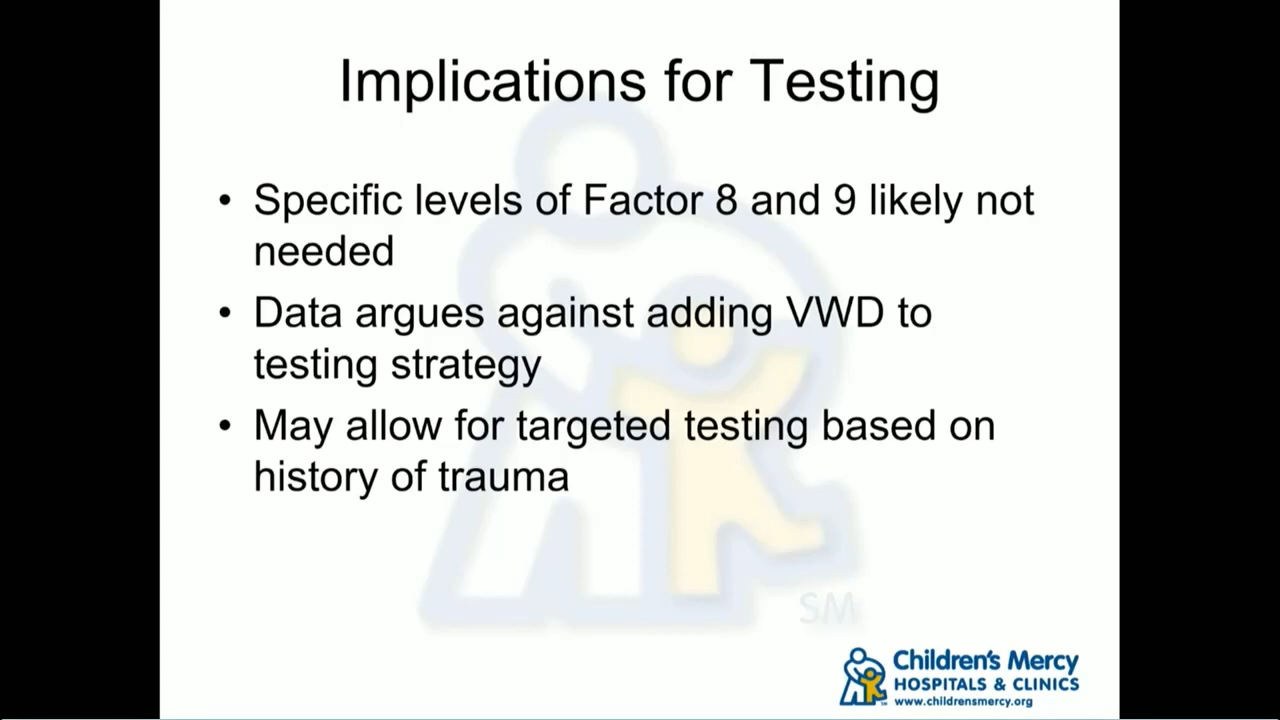 Implications for Testing
• Specific levels of Factor 8 and 9 likely not
needed
• Data argues against adding VWD to
testing strategy
• May allow for targeted testing based on
history of trauma
SM
Children's Mercy
HOSPITALS & CLINICS
www.childrensmercy.org